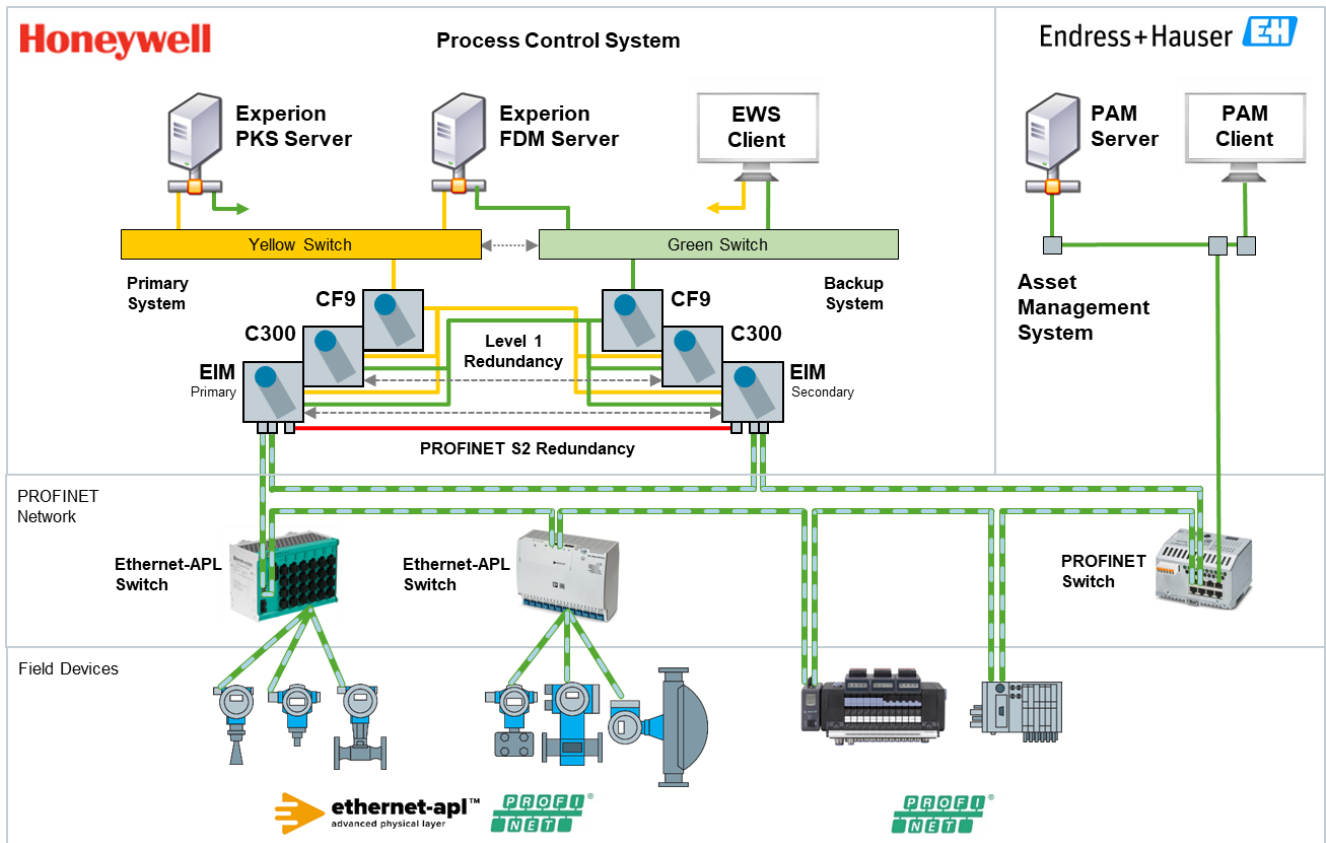 Honeywell
Process Control System
Endress+Hauser EH
Experion
PKS Server
Experion
FDM Server
EWS
Client
PAM
Server
PAM
Client
Yellow Switch
Green Switch
Primary
System
CF9
CF9
Backup
System
C300
Level 1
Redundancy
C300
Asset
Management
System
EIM
Primary
EIM
Secondary
PROFINET S2 Redundancy
PROFINET
Network
Ethernet-APL
Switch
Ethernet-APL
Switch
PROFINET
Switch
Field Devices
ethernet-apl™
advanced physical layer
PROFI®
NET
PROFI®
NET